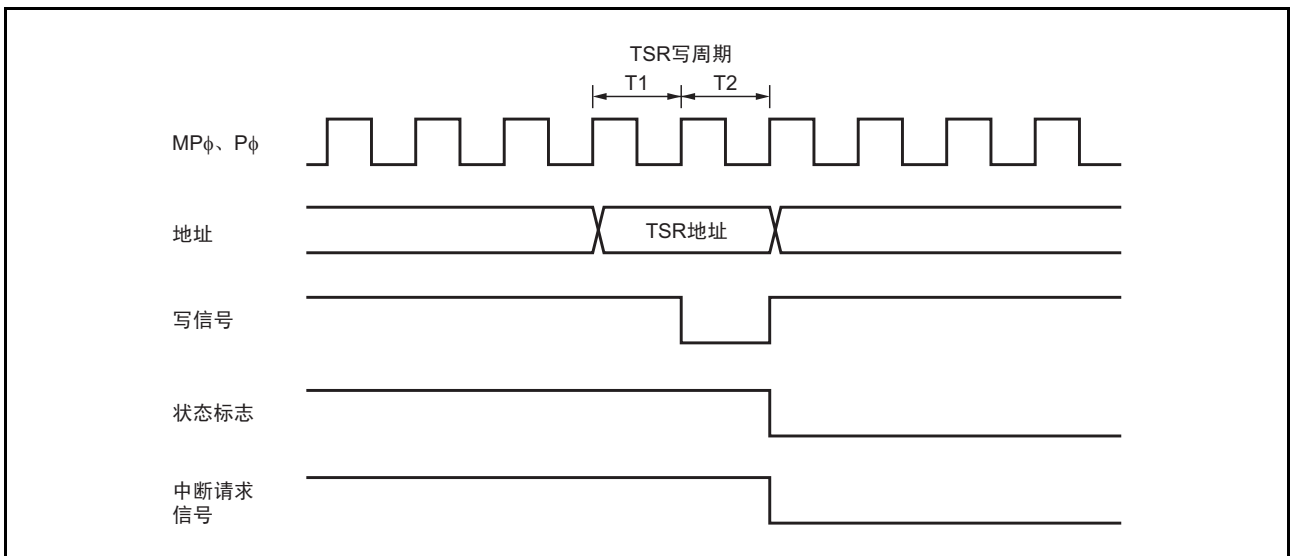 TSR写周期
T1 T2
MPφ、Pφ
地址
TSR地址
写信号
状态标志
中断请求
信号